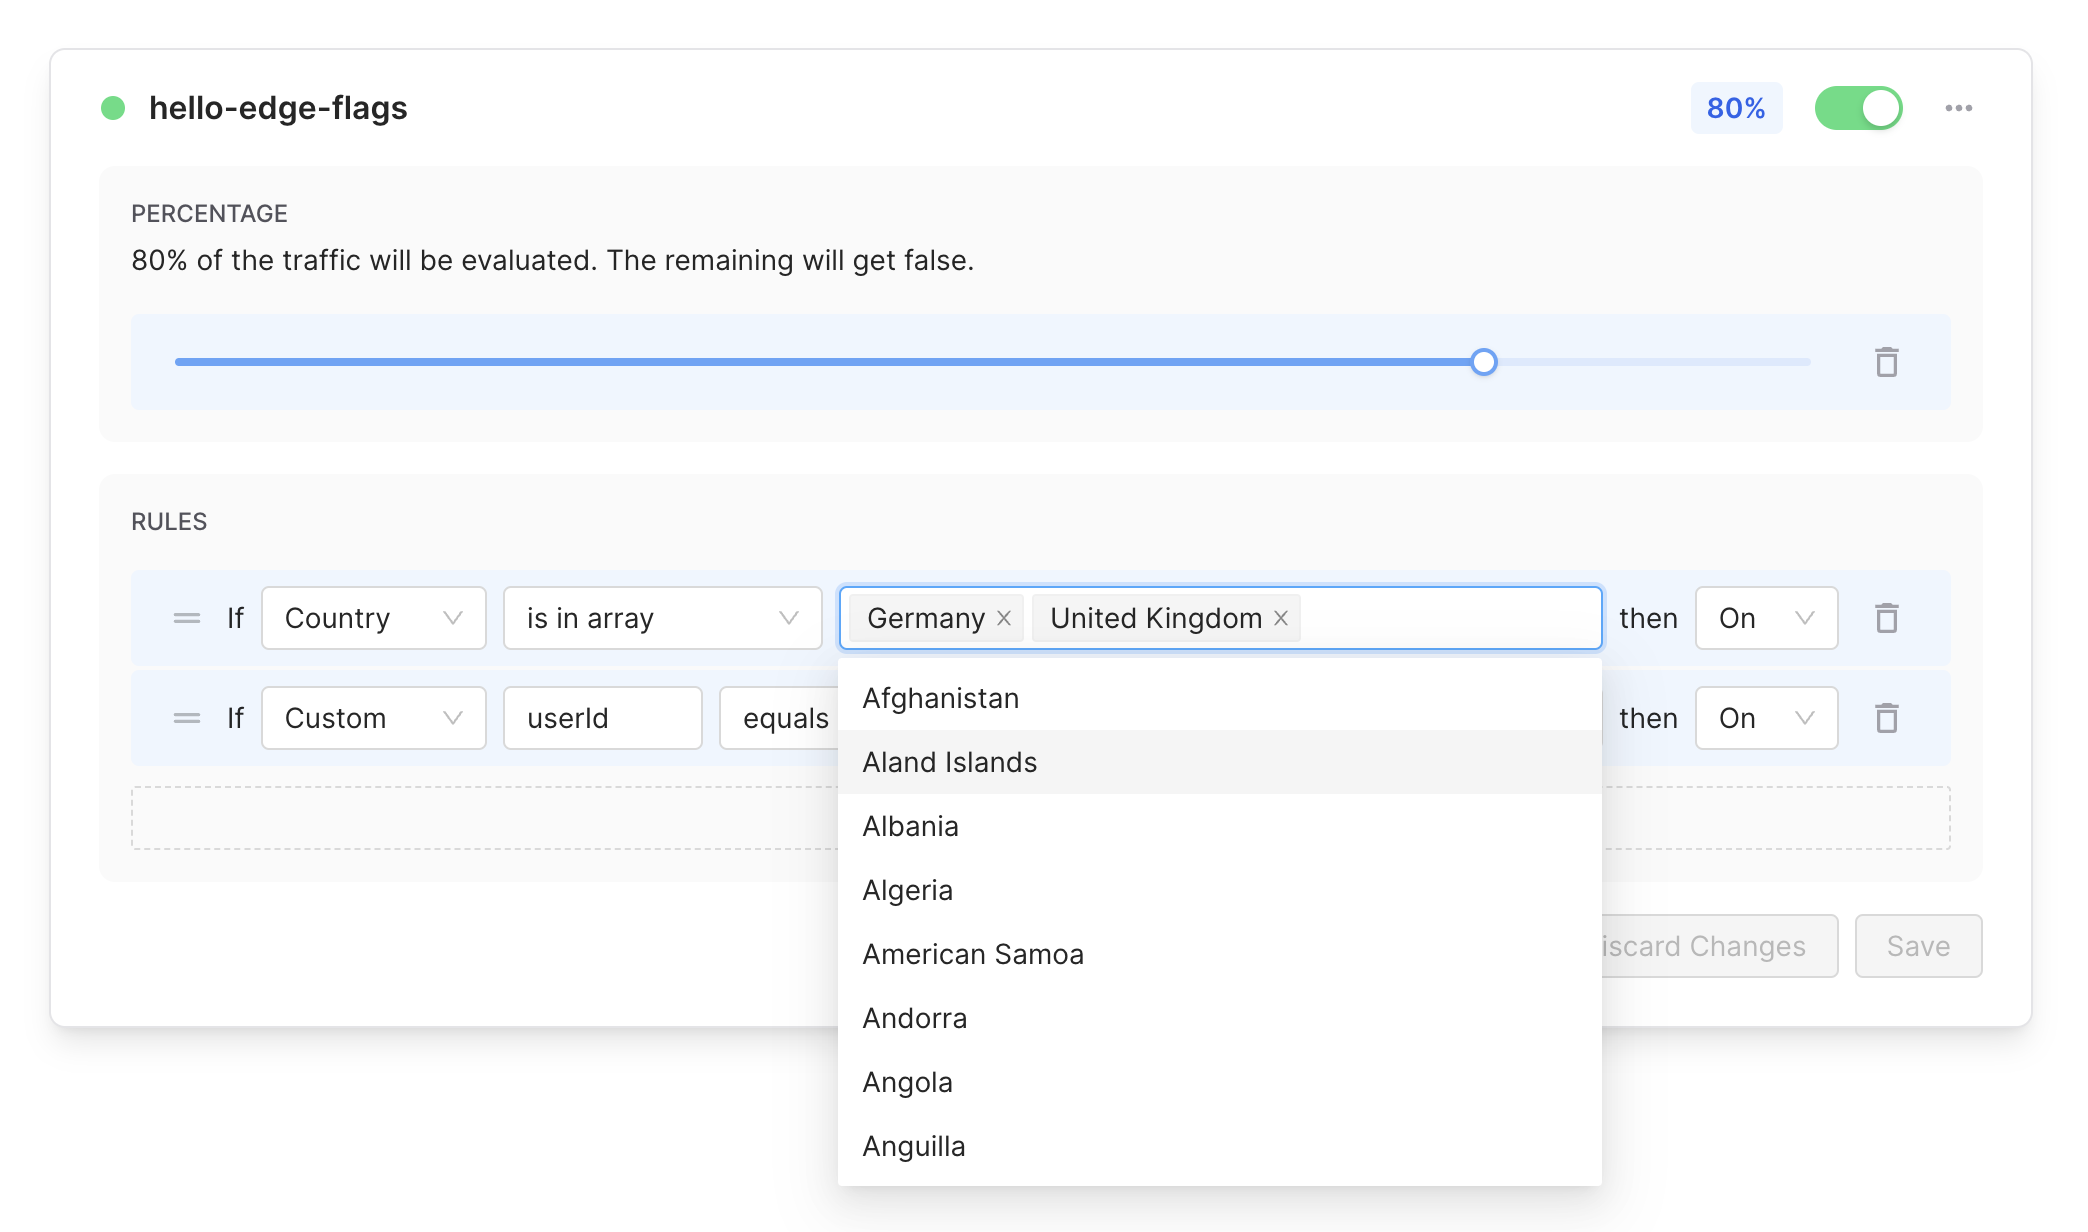 hello-edge-flags 80%
PERCENTAGE
80% of the traffic will be evaluated. The remaining will get false.
RULES
If Country is in array Germany United Kingdom then On
If Custom userId equals then On
Afghanistan
Aland Islands
Albania
Algeria
American Samoa
Andorra
Angola
Anguilla
iscard Changes Save